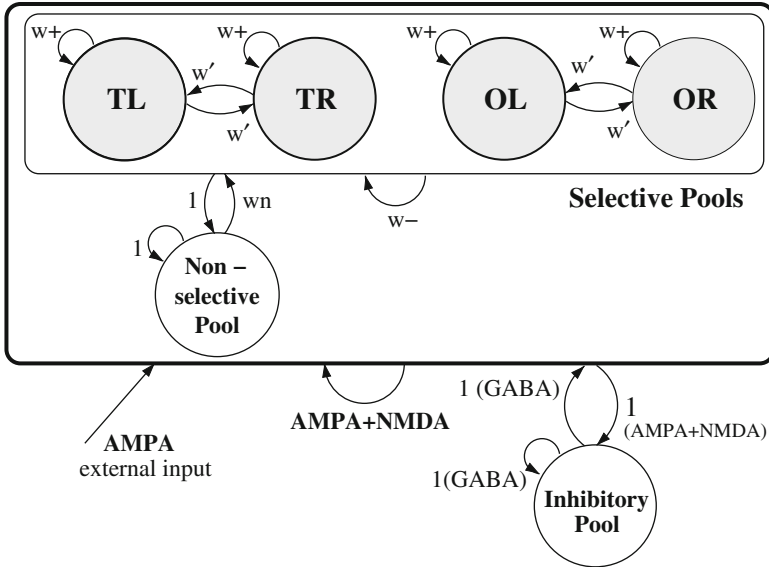 w+ w+ w+ w+
w′ w′
TL TR OL OR
w′ w′
Selective Pools
1 wn w−
1
Non −
selective
Pool
1 (GABA)
AMPA+NMDA
1
(AMPA+NMDA)
AMPA
external input
1(GABA)
Inhibitory
Pool